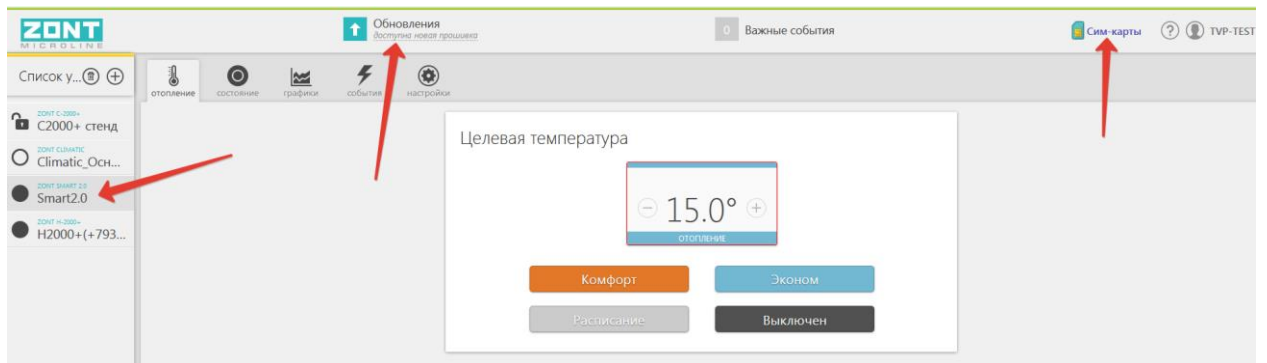 ZONT
MICROLINE
Обновления
доступна новая прошивка
0 Важные события
Сим-карты
? TVP-TEST
Список у...
отопление
состояние
графики
события
настройки
ZONT C-2000+
C2000+ стенд
ZONT CLIMATIC
Climatic_Осн...
ZONT SMART 2.0
Smart2.0
ZONT H-2000+
H2000+(+793...
Целевая температура
15.0°
ОТОПЛЕНИЕ
Комфорт
Эконом
Расписание
Выключен